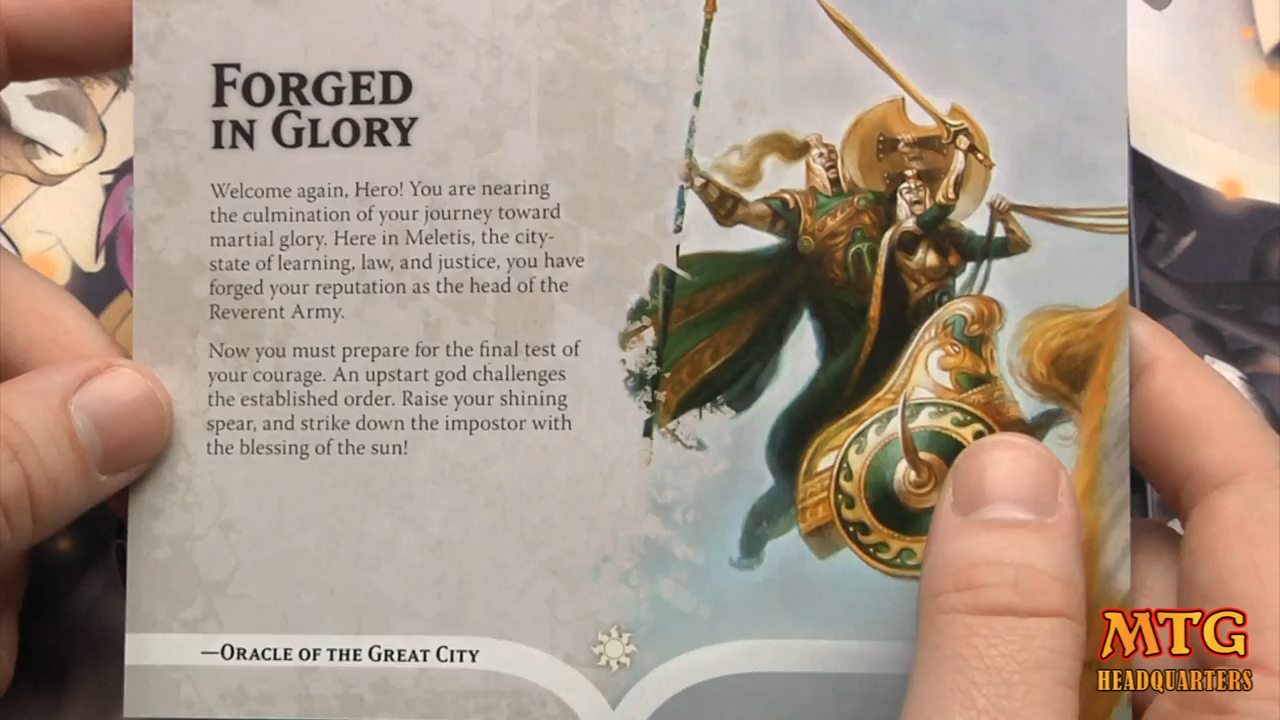 FORGED
IN GLORY
Welcome again, Hero! You are nearing
the culmination of your journey toward
martial glory. Here in Meletis, the city-
state of learning, law, and justice, you have
forged your reputation as the head of the
Reverent Army.
Now you must prepare for the final test of
your courage. An upstart god challenges
the established order. Raise your shining
spear, and strike down the impostor with
the blessing of the sun!
—ORACLE OF THE GREAT CITY
MTG
HEADQUARTERS